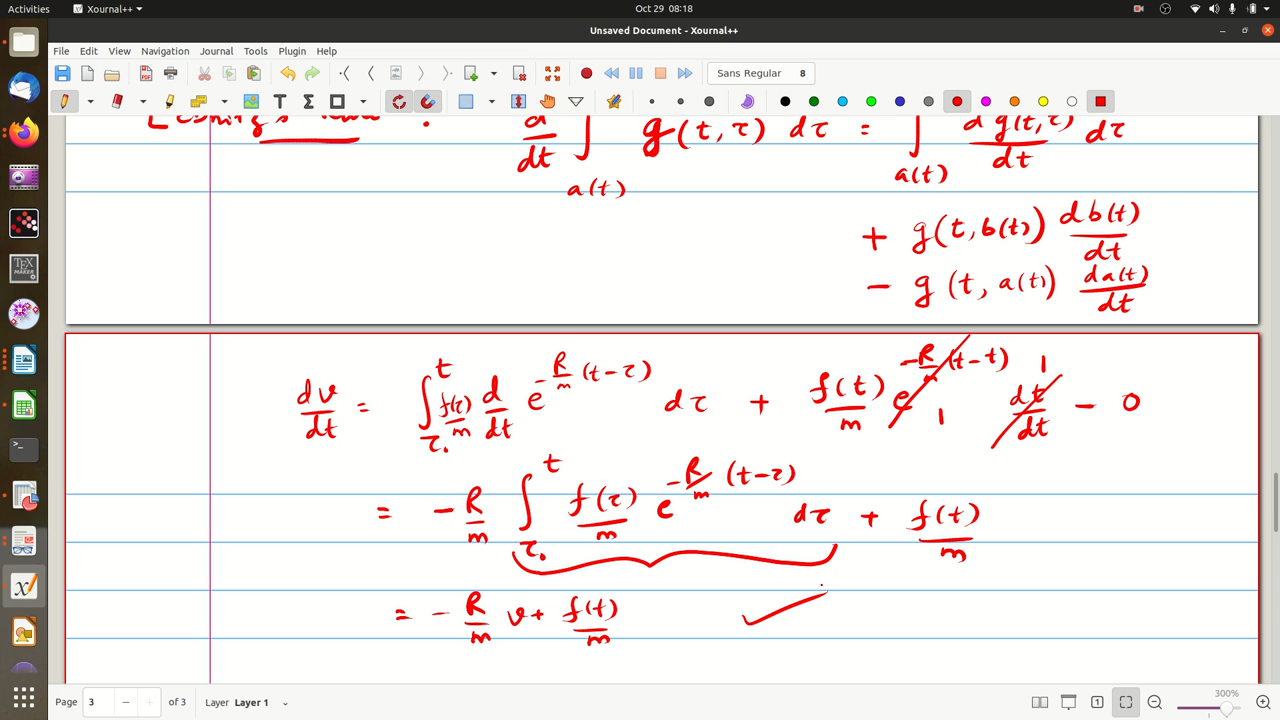 Activities Xournal++ Oct 29 08:18
Unsaved Document - Xournal++
File Edit View Navigation Journal Tools Plugin Help
Sans Regular 8
d/dt ∫_{a(t)} g(t, τ) dτ = ∫_{a(t)} d g(t, τ)/dt dτ
+ g(t, b(t)) db(t)/dt
- g(t, a(t)) da(t)/dt
dv/dt = ∫_{τ₀}^{t} f(τ)/m d/dt e^{-R/m (t-τ)} dτ + f(t)/m e^{-R/m (t-t)} 1 dt/dt 1 - 0
= -R/m ∫_{τ₀}^{t} f(τ)/m e^{-R/m (t-τ)} dτ + f(t)/m
= -R/m v + f(t)/m
Page 3 of 3 Layer Layer 1 300%